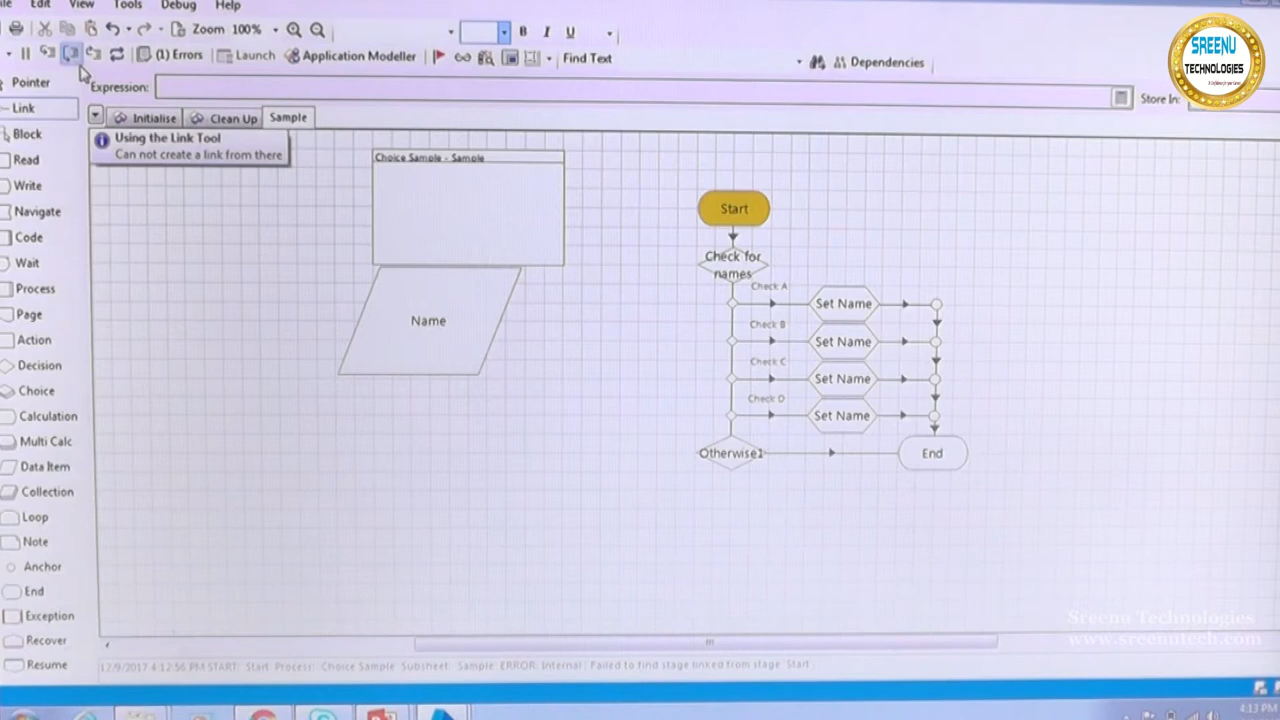 Edit View Tools Debug Help
Zoom 100%
B I U
(1) Errors Launch Application Modeller Find Text Dependencies
Pointer
Expression:
Store In:
Link
Initialise Clean Up Sample
Block
Read
Write
Navigate
Code
Wait
Process
Page
Action
Decision
Choice
Calculation
Multi Calc
Data Item
Collection
Loop
Note
Anchor
End
Exception
Recover
Resume
Using the Link Tool
Can not create a link from there
Choice Sample - Sample
Name
Start
Check for
names
Check A
Set Name
Check B
Set Name
Check C
Set Name
Check D
Set Name
Otherwise1
End
12/9/2017 4:12:56 PM START: Start Process: Choice Sample Subsheet: Sample ERROR: Internal : Failed to find stage linked from stage Start
4:13 PM
SREENU
TECHNOLOGIES
Sreenu Technologies
www.sreenutech.com